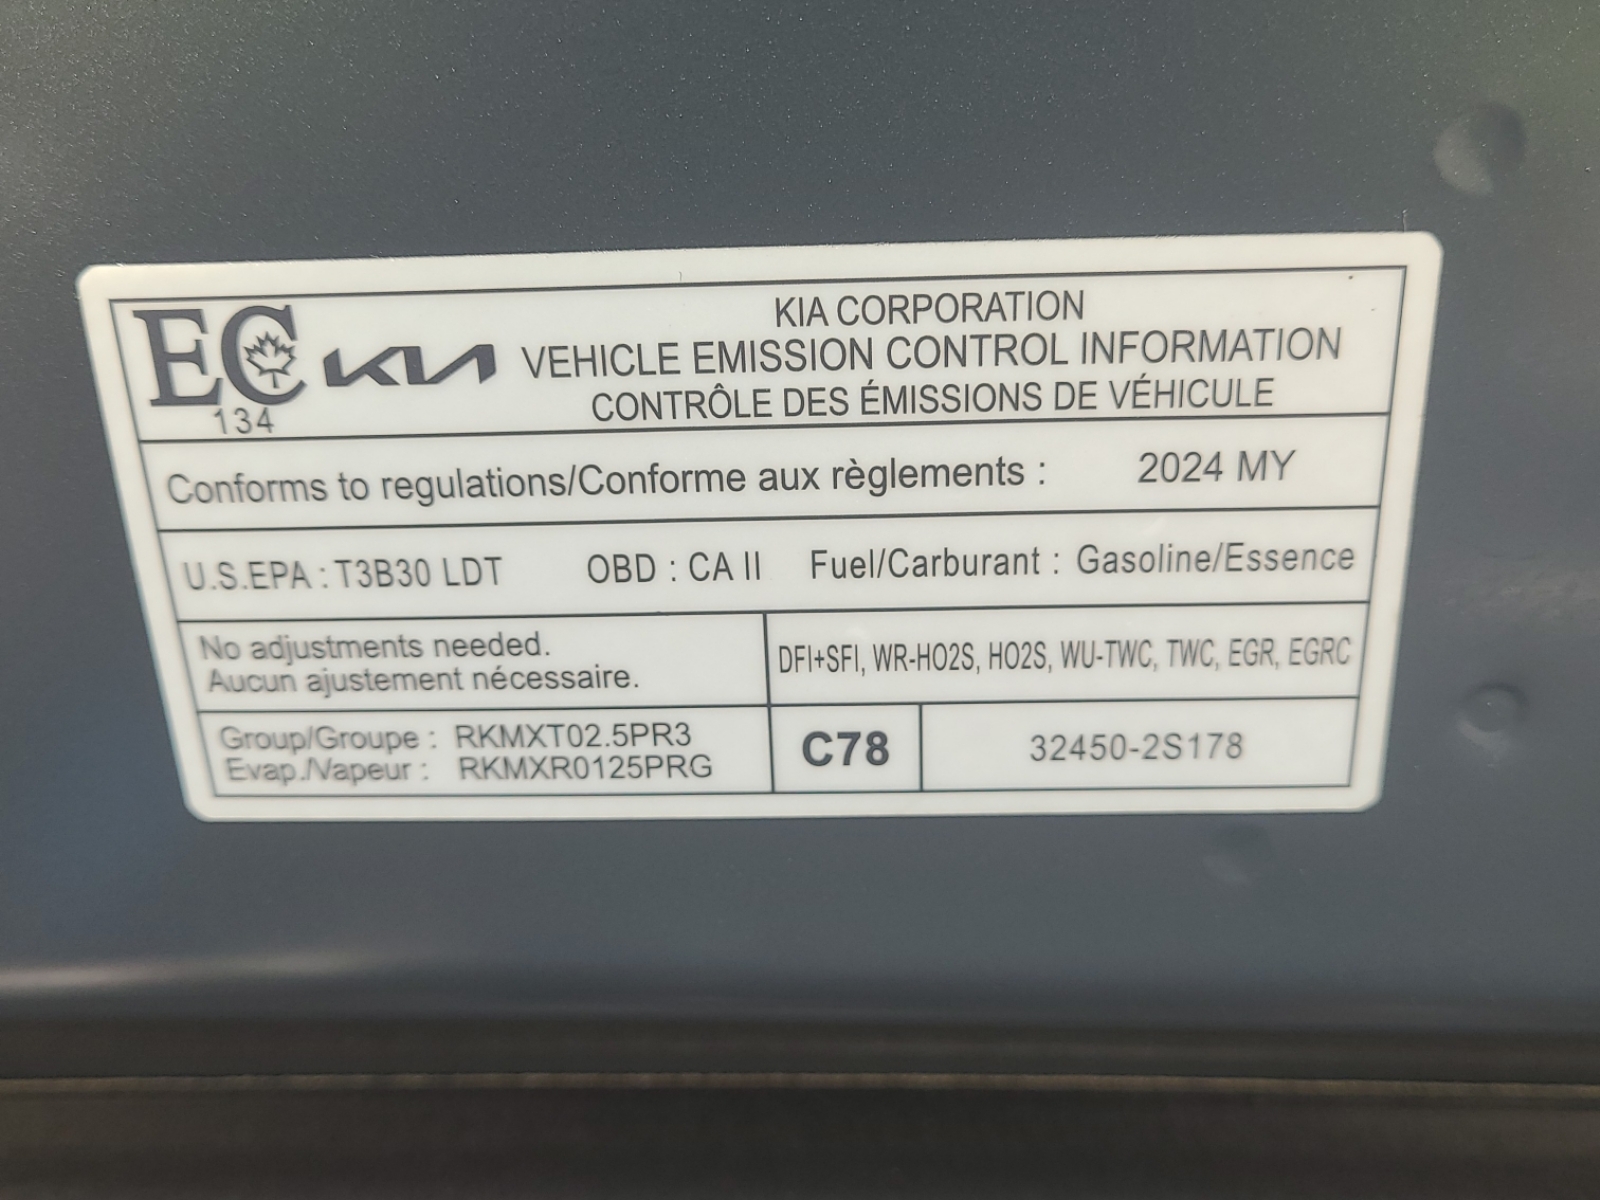 EC
134
KIA
KIA CORPORATION
VEHICLE EMISSION CONTROL INFORMATION
CONTRÔLE DES ÉMISSIONS DE VÉHICULE
Conforms to regulations/Conforme aux règlements : 2024 MY
U.S.EPA : T3B30 LDT OBD : CA II Fuel/Carburant : Gasoline/Essence
No adjustments needed.
Aucun ajustement nécessaire.
DFI+SFI, WR-HO2S, HO2S, WU-TWC, TWC, EGR, EGRC
Group/Groupe : RKMXT02.5PR3
Evap./Vapeur : RKMXR0125PRG
C78
32450-2S178